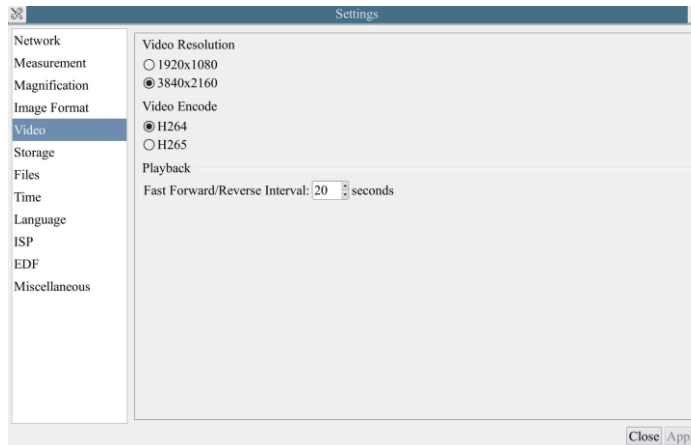 Settings
Network
Measurement
Magnification
Image Format
Video
Storage
Files
Time
Language
ISP
EDF
Miscellaneous
Video Resolution
1920x1080
3840x2160
Video Encode
H264
H265
Playback
Fast Forward/Reverse Interval: 20 seconds
Close App